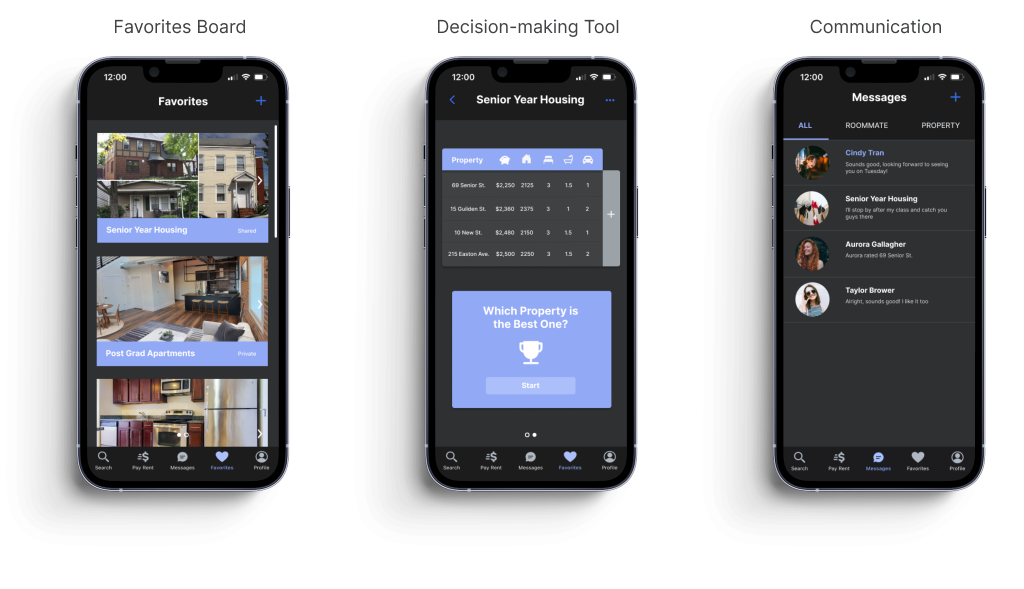 Favorites Board
12:00
Favorites
Senior Year Housing
Shared
Post Grad Apartments
Private
Search
Pay Rent
Messages
Favorites
Profile
Decision-making Tool
12:00
Senior Year Housing
Property
69 Senior St. $2,250 2125 3 1.5 1
15 Guilden St. $2,360 2375 3 1 2
10 New St. $2,480 2150 3 1.5 1
215 Easton Ave. $2,500 2250 3 1.5 2
Which Property is
the Best One?
Start
Search
Pay Rent
Messages
Favorites
Profile
Communication
12:00
Messages
ALL
ROOMMATE
PROPERTY
Cindy Tran
Sounds good, looking forward to seeing
you on Tuesday!
Senior Year Housing
I'll stop by after my class and catch you
guys there
Aurora Gallagher
Aurora rated 69 Senior St.
Taylor Brower
Alright, sounds good! I like it too
Search
Pay Rent
Messages
Favorites
Profile